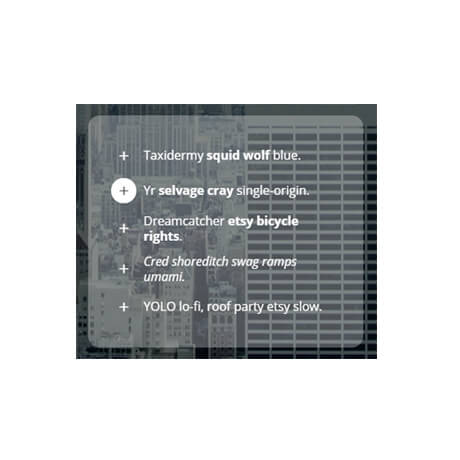 + Taxidermy squid wolf blue.
+ Yr selvage cray single-origin.
+ Dreamcatcher etsy bicycle
rights.
+ Cred shoreditch swag ramps
umami.
+ YOLO lo-fi, roof party etsy slow.